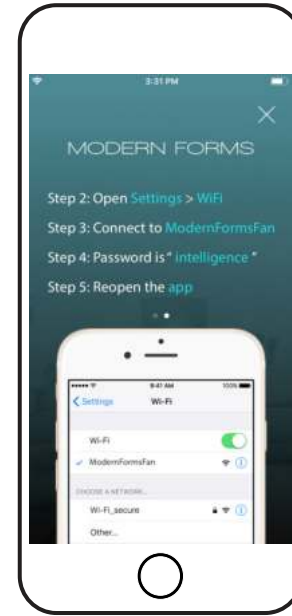 3:31 PM
MODERN FORMS
Step 2: Open Settings > WiFi
Step 3: Connect to ModernFormsFan
Step 4: Password is " intelligence "
Step 5: Reopen the app
9:41 AM 100%
Settings Wi-Fi
Wi-Fi
ModernFormsFan
CHOOSE A NETWORK...
Wi-Fi_secure
Other...